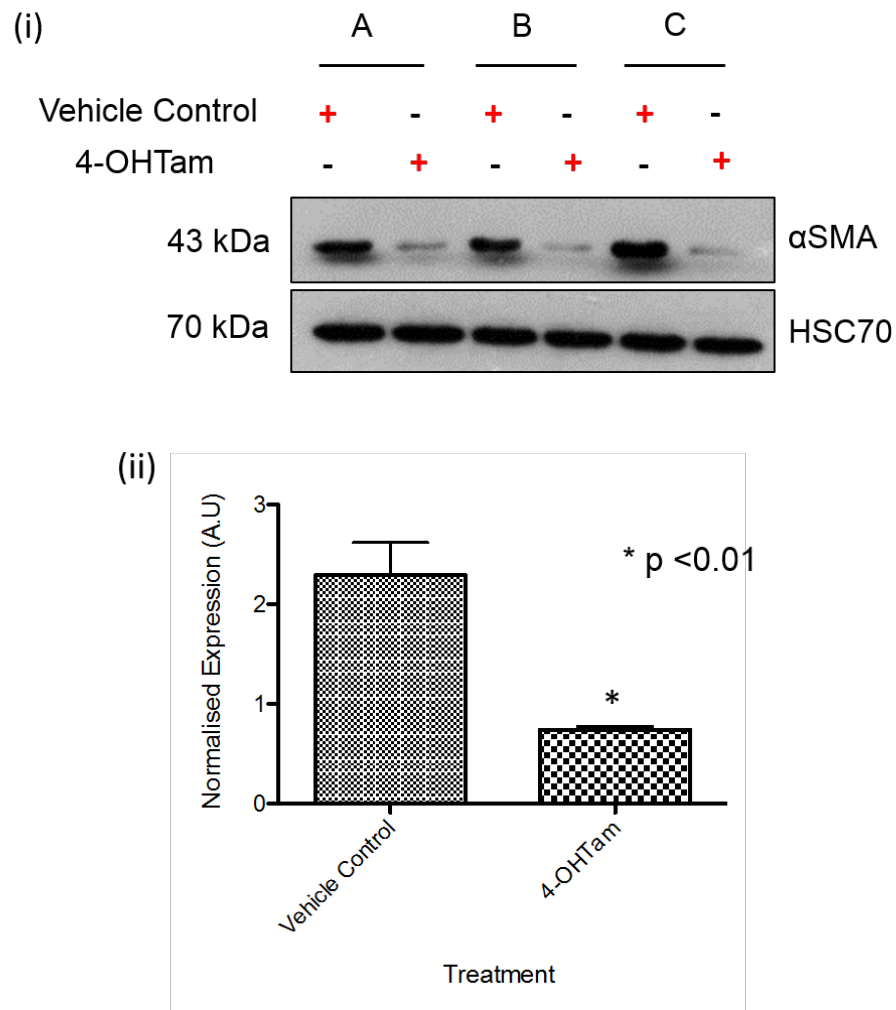 (i)
A B C
Vehicle Control + - + - + -
4-OHTam - + - + - +
43 kDa αSMA
70 kDa HSC70
(ii)
Normalised Expression (A.U)
3
2
1
0
* p <0.01
*
Vehicle Control
4-OHTam
Treatment